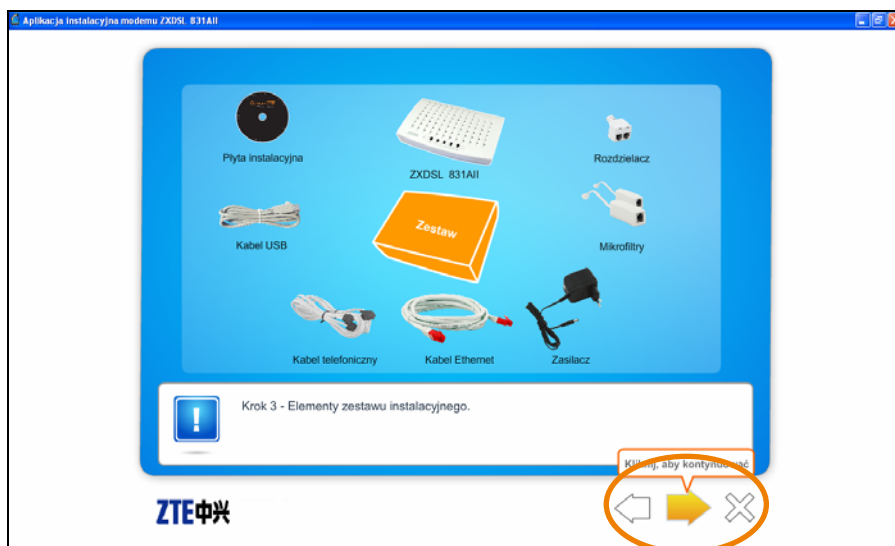 Aplikacja instalacyjna modemu ZXDSL 831AII
Płyta instalacyjna
ZXDSL 831AII
Rozdzielacz
Kabel USB
Zestaw
Mikrofiltry
Kabel telefoniczny
Kabel Ethernet
Zasilacz
Krok 3 - Elementy zestawu instalacyjnego.
Kliknij, aby kontynuować
ZTE中兴